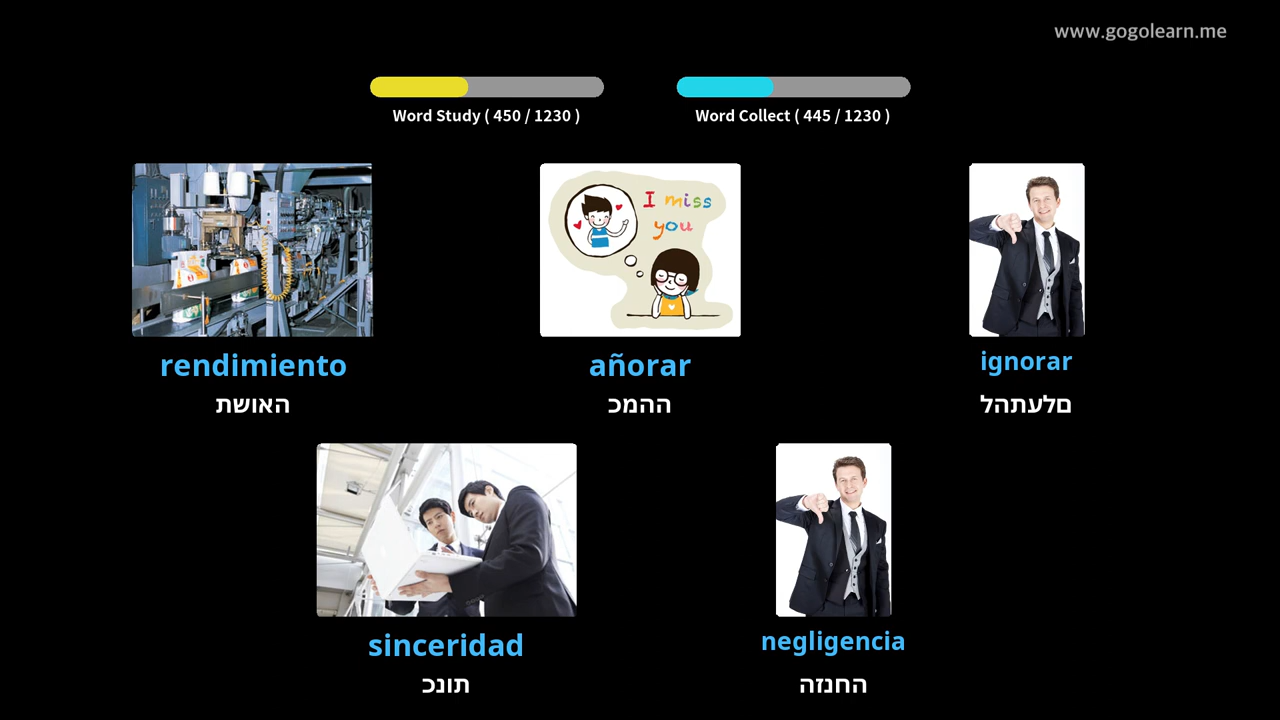 www.gogolearn.me
Word Study ( 450 / 1230 )
Word Collect ( 445 / 1230 )
rendimiento
האושת
añorar
ההמכ
I miss
you
ignorar
םלעתהל
sinceridad
תונכ
negligencia
החנזה